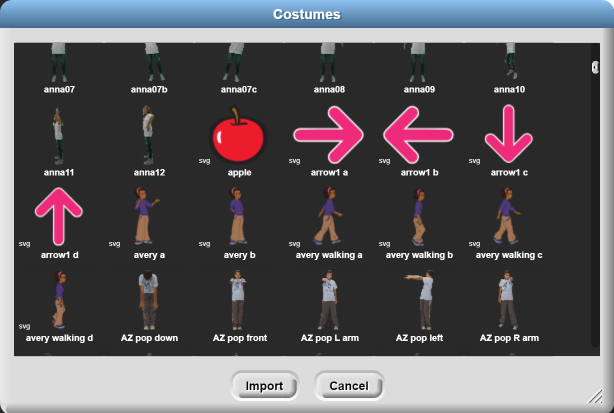 Costumes
anna07 anna07b anna07c anna08 anna09 anna10
svg svg svg svg
anna11 anna12 apple arrow1 a arrow1 b arrow1 c
svg svg svg svg svg svg
arrow1 d avery a avery b avery walking a avery walking b avery walking c
svg
avery walking d AZ pop down AZ pop front AZ pop L arm AZ pop left AZ pop R arm
Import Cancel